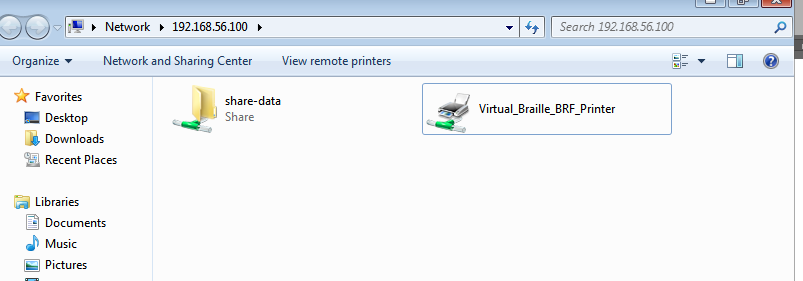 Network 192.168.56.100
Search 192.168.56.100
Organize Network and Sharing Center View remote printers
Favorites
Desktop
Downloads
Recent Places
Libraries
Documents
Music
Pictures
share-data
Share
Virtual_Braille_BRF_Printer